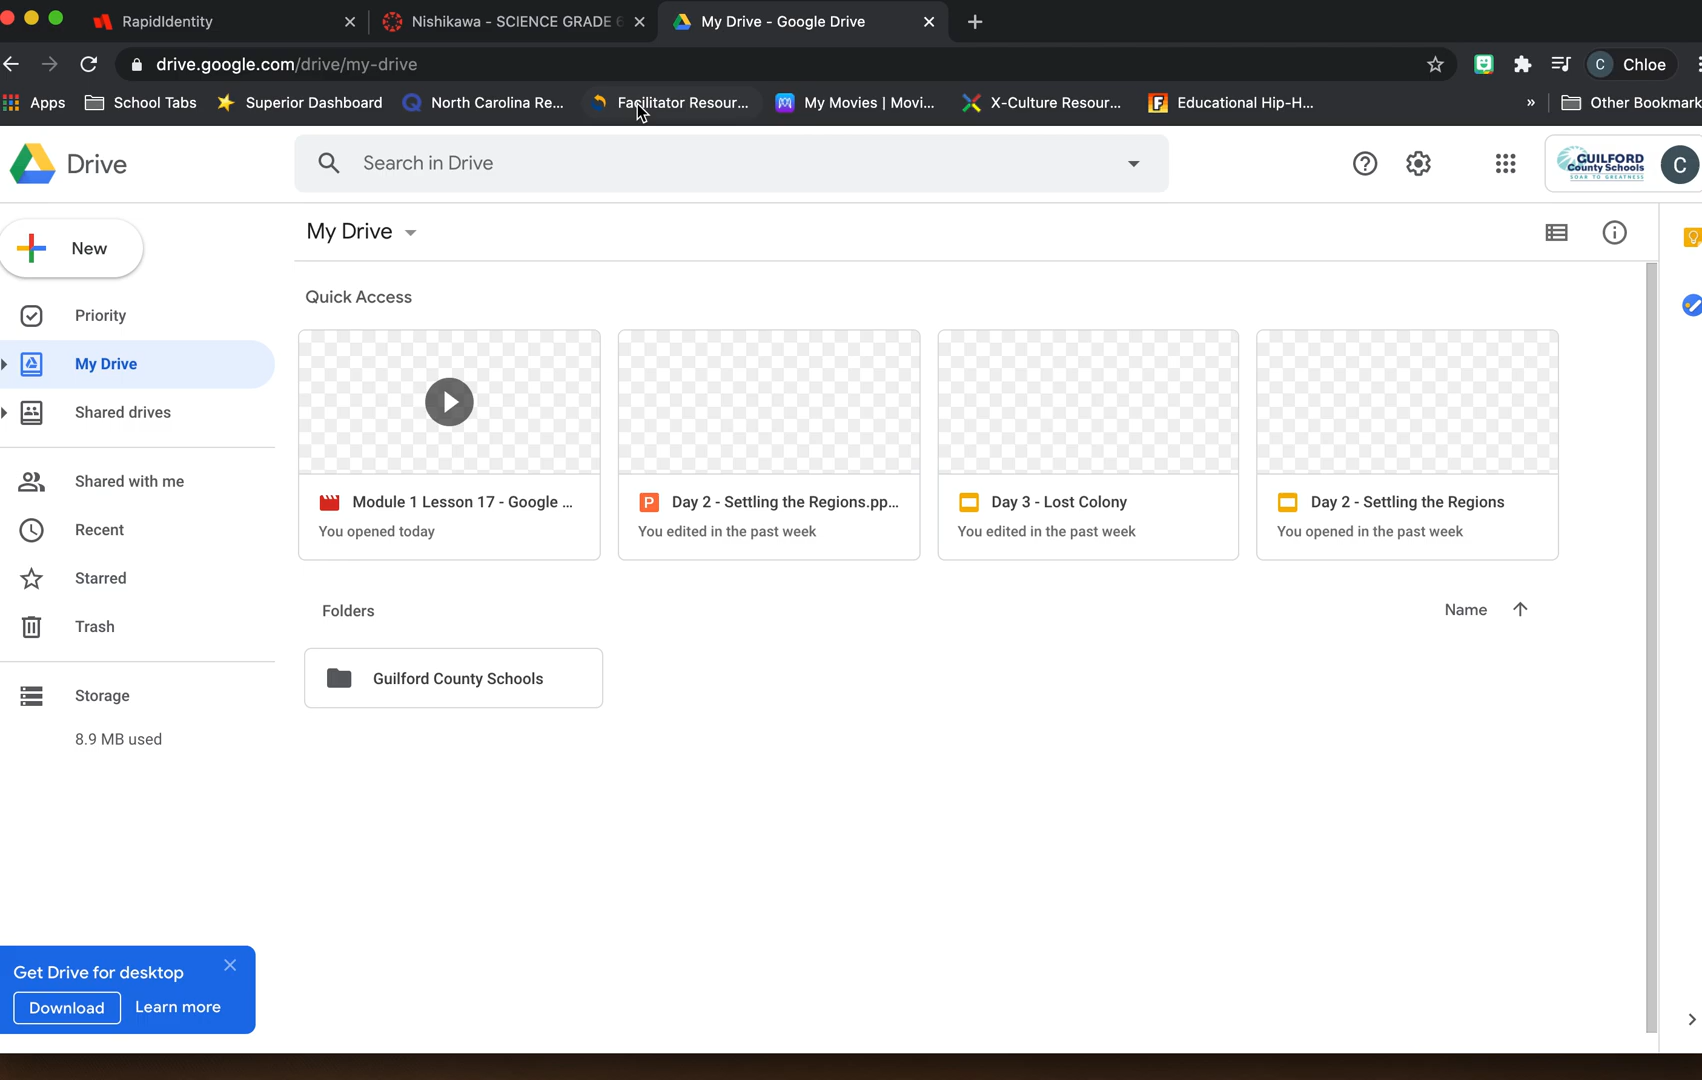 RapidIdentity
Nishikawa - SCIENCE GRADE 6
My Drive - Google Drive
drive.google.com/drive/my-drive
C Chloe
Apps
School Tabs
Superior Dashboard
North Carolina Re...
Facilitator Resour...
My Movies | Movi...
X-Culture Resour...
F Educational Hip-H...
»
Other Bookmark
Drive
Search in Drive
GUILFORD
County Schools
SOAR TO GREATNESS
C
New
My Drive
Priority
My Drive
Shared drives
Shared with me
Recent
Starred
Trash
Storage
8.9 MB used
Quick Access
Module 1 Lesson 17 - Google ...
You opened today
P Day 2 - Settling the Regions.pp...
You edited in the past week
Day 3 - Lost Colony
You edited in the past week
Day 2 - Settling the Regions
You opened in the past week
Folders
Name
Guilford County Schools
Get Drive for desktop
Download
Learn more